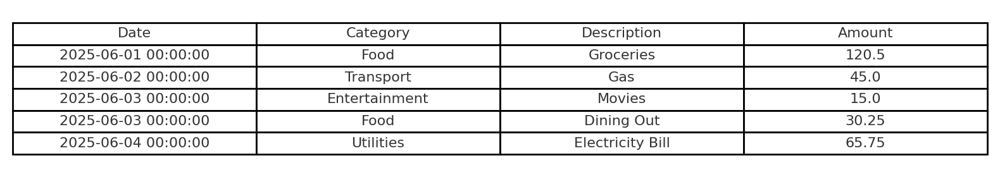 Date Category Description Amount
2025-06-01 00:00:00 Food Groceries 120.5
2025-06-02 00:00:00 Transport Gas 45.0
2025-06-03 00:00:00 Entertainment Movies 15.0
2025-06-03 00:00:00 Food Dining Out 30.25
2025-06-04 00:00:00 Utilities Electricity Bill 65.75